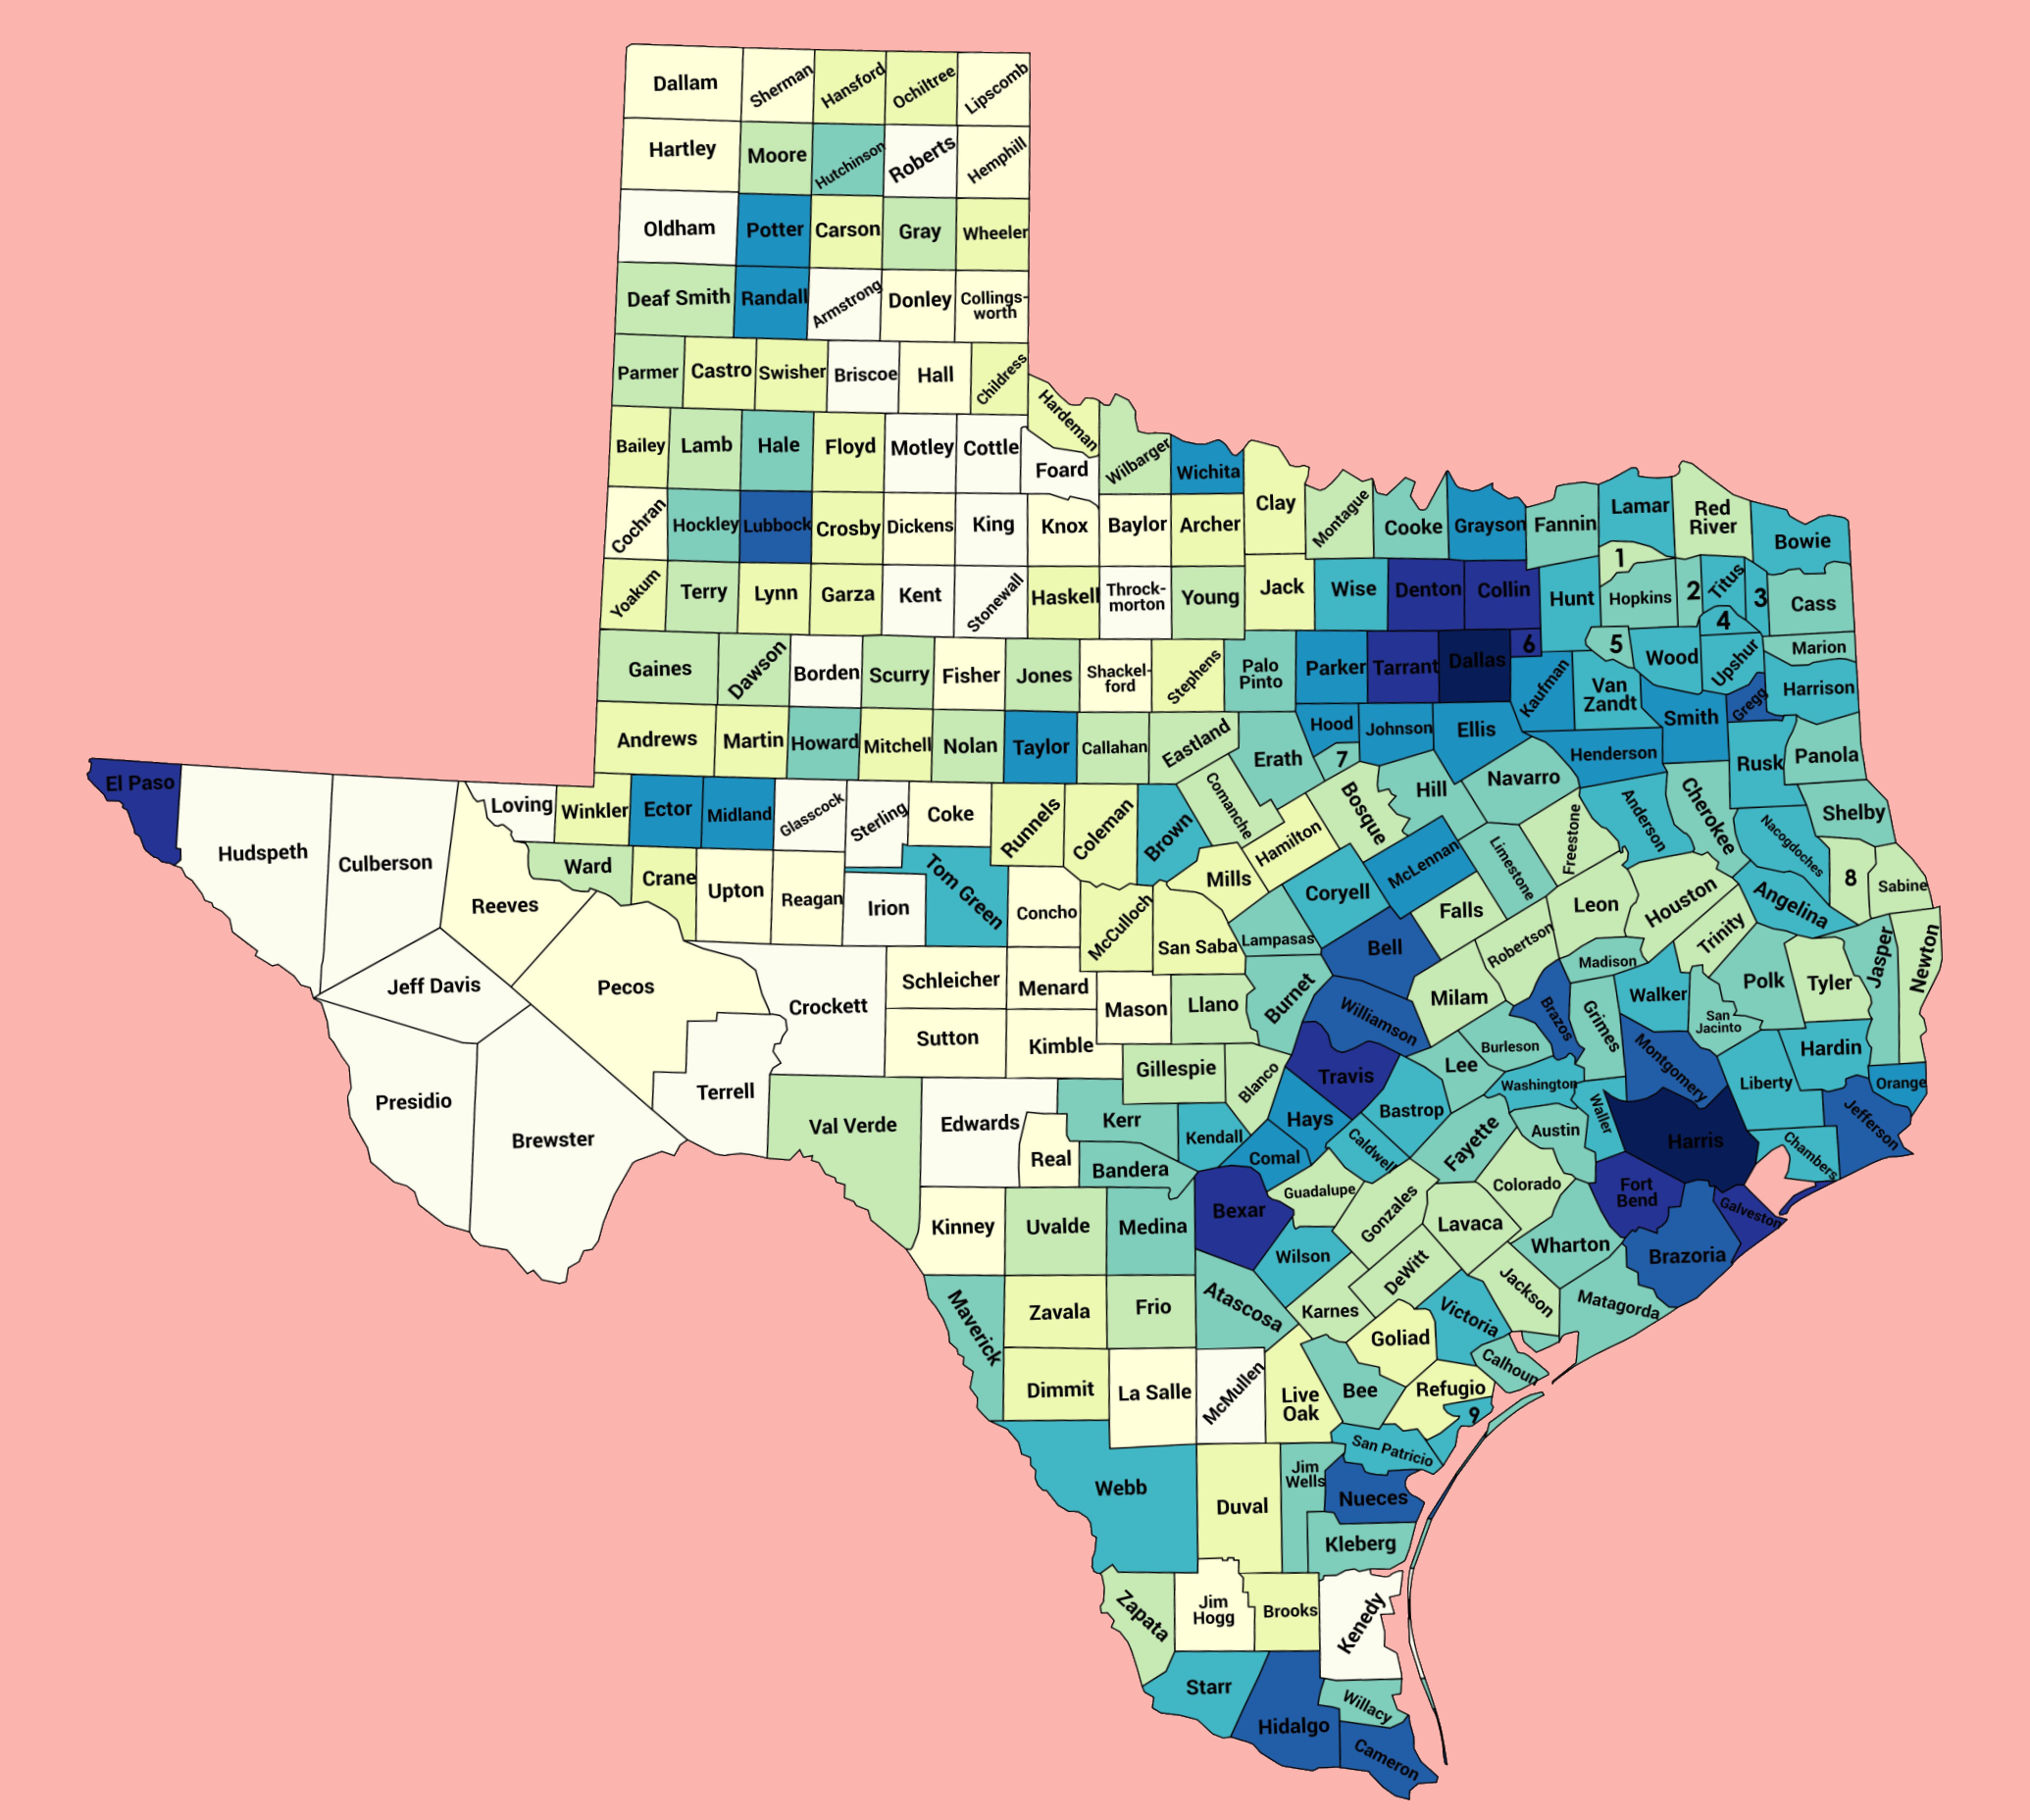 Dallam
Sherman
Hansford
Ochiltree
Lipscomb
Hartley
Moore
Hutchinson
Roberts
Hemphill
Oldham
Potter
Carson
Gray
Wheeler
Deaf Smith
Randall
Armstrong
Donley
Collings-
worth
Parmer
Castro
Swisher
Briscoe
Hall
Childress
Hardeman
Bailey
Lamb
Hale
Floyd
Motley
Cottle
Foard
Wilbarger
Wichita
Clay
Montague
Cooke
Grayson
Fannin
Lamar
Red
River
Bowie
Cochran
Hockley
Lubbock
Crosby
Dickens
King
Knox
Baylor
Archer
Yoakum
Terry
Lynn
Garza
Kent
Stonewall
Haskell
Throck-
morton
Young
Jack
Wise
Denton
Collin
Hunt
1
Hopkins
2
Titus
3
Cass
4
Gaines
Dawson
Borden
Scurry
Fisher
Jones
Shackel-
ford
Stephens
Palo
Pinto
Parker
Tarrant
Dallas
6
Kaufman
5
Wood
Upshur
Marion
Van
Zandt
Smith
Gregg
Harrison
Andrews
Martin
Howard
Mitchell
Nolan
Taylor
Callahan
Eastland
Erath
Hood
Johnson
Ellis
7
Henderson
Rusk
Panola
El Paso
Hudspeth
Culberson
Loving
Winkler
Ector
Midland
Glasscock
Sterling
Coke
Runnels
Coleman
Brown
Comanche
Hamilton
Bosque
Hill
Navarro
Freestone
Anderson
Cherokee
Nacogdoches
Shelby
Reeves
Ward
Crane
Upton
Reagan
Irion
Tom Green
Concho
McCulloch
San Saba
Mills
Lampasas
Coryell
McLennan
Limestone
Falls
Robertson
Leon
Houston
Trinity
Angelina
8
Sabine
Jeff Davis
Pecos
Crockett
Schleicher
Menard
Mason
Llano
Burnet
Bell
Williamson
Milam
Brazos
Madison
Grimes
Walker
San
Jacinto
Polk
Tyler
Jasper
Newton
Presidio
Brewster
Terrell
Sutton
Kimble
Gillespie
Blanco
Travis
Lee
Burleson
Washington
Montgomery
Liberty
Hardin
Orange
Jefferson
Val Verde
Edwards
Real
Kerr
Bandera
Kendall
Comal
Hays
Caldwell
Bastrop
Fayette
Austin
Waller
Harris
Chambers
Kinney
Uvalde
Medina
Bexar
Guadalupe
Gonzales
Lavaca
Colorado
Fort
Bend
Galveston
Brazoria
Wharton
Wilson
Maverick
Zavala
Frio
Atascosa
Karnes
DeWitt
Jackson
Matagorda
Victoria
Goliad
Calhoun
Dimmit
La Salle
McMullen
Live
Oak
Bee
Refugio
9
San Patricio
Webb
Duval
Jim
Wells
Nueces
Kleberg
Zapata
Jim
Hogg
Brooks
Kenedy
Starr
Hidalgo
Willacy
Cameron